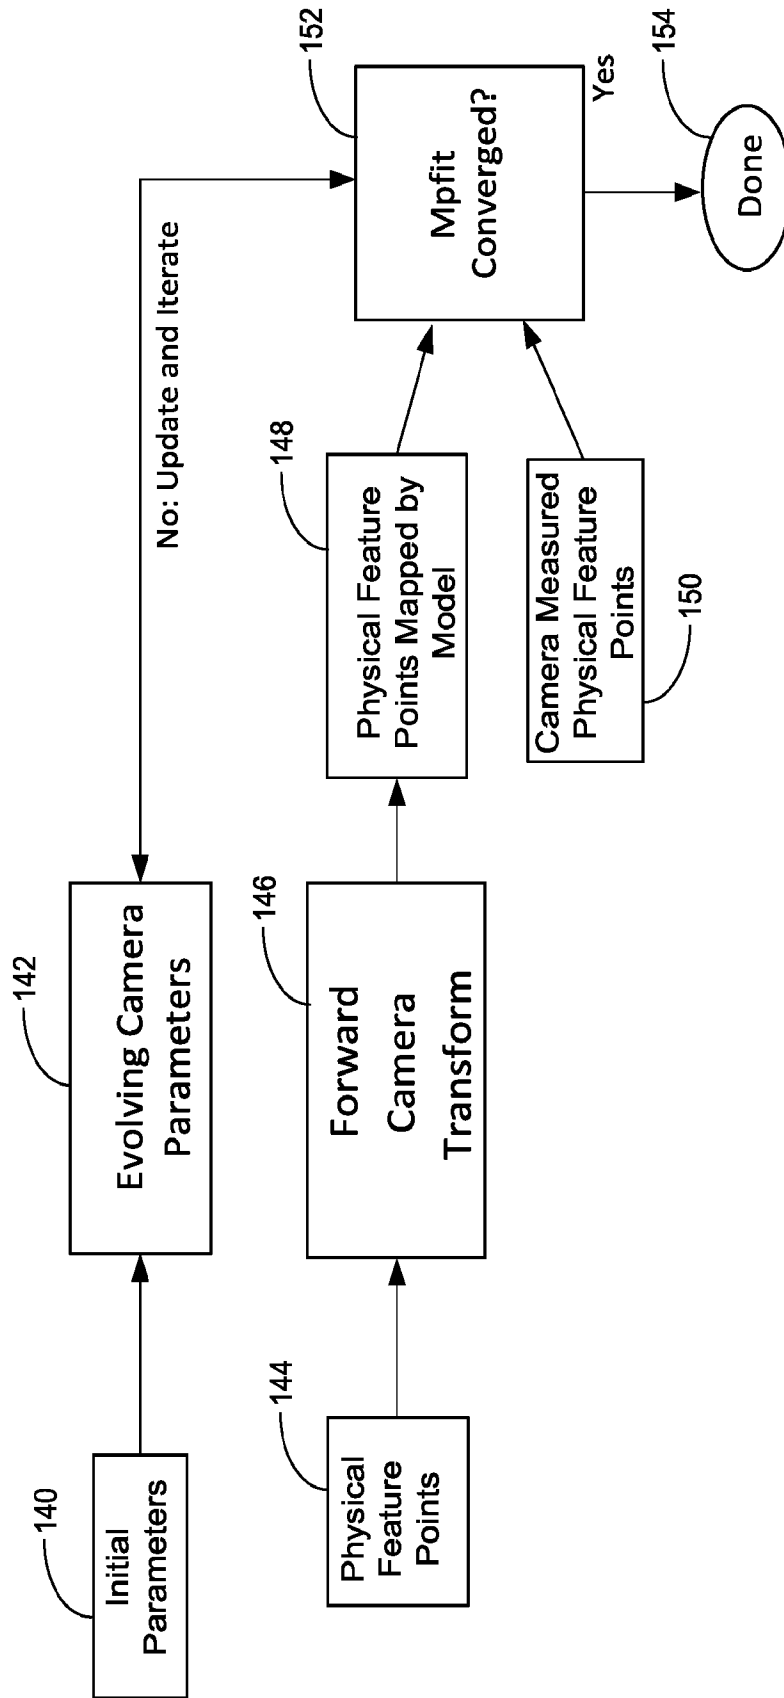 140
Initial
Parameters
142
Evolving Camera
Parameters
No: Update and Iterate
144
Physical
Feature
Points
146
Forward
Camera
Transform
148
Physical Feature
Points Mapped by
Model
Camera Measured
Physical Feature
Points
150
152
Mpfit
Converged?
Yes
154
Done